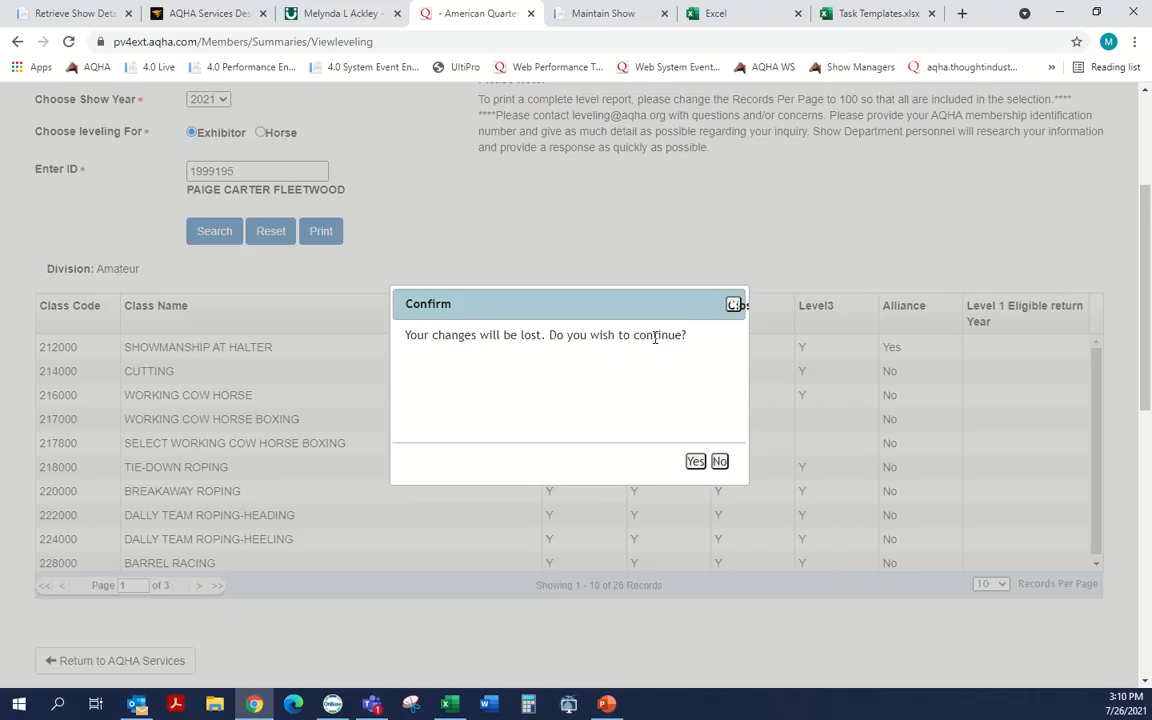 Retrieve Show Deta
AQHA Services Des
Melynda L Ackley -
- American Quarte
Maintain Show
Excel
Task Templates.xlsx
pv4ext.aqha.com/Members/Summaries/Viewleveling
M
Apps
AQHA
4.0 Live
4.0 Performance En...
4.0 System Event En...
UltiPro
Web Performance T...
Web System Event...
AQHA WS
Show Managers
aqha.thoughtindust...
»
Reading list
Choose Show Year *
2021
To print a complete level report, please change the Records Per Page to 100 so that all are included in the selection.****
****Please contact leveling@aqha.org with questions and/or concerns. Please provide your AQHA membership identification
number and give as much detail as possible regarding your inquiry. Show Department personnel will research your information
and provide a response as quickly as possible.
Choose leveling For *
Exhibitor
Horse
Enter ID *
1999195
PAIGE CARTER FLEETWOOD
Search
Reset
Print
Division: Amateur
Class Code
Class Name
Level3
Alliance
Level 1 Eligible return
Year
212000 SHOWMANSHIP AT HALTER Y Yes
214000 CUTTING Y No
216000 WORKING COW HORSE Y No
217000 WORKING COW HORSE BOXING No
217800 SELECT WORKING COW HORSE BOXING No
218000 TIE-DOWN ROPING Y No
220000 BREAKAWAY ROPING Y Y Y Y No
222000 DALLY TEAM ROPING-HEADING Y Y Y Y No
224000 DALLY TEAM ROPING-HEELING Y Y Y Y No
228000 BARREL RACING Y Y Y Y No
Confirm
Your changes will be lost. Do you wish to continue?
Yes
No
<< < Page 1 of 3 > >>
Showing 1 - 10 of 26 Records
10
Records Per Page
Return to AQHA Services
3:10 PM
7/26/2021